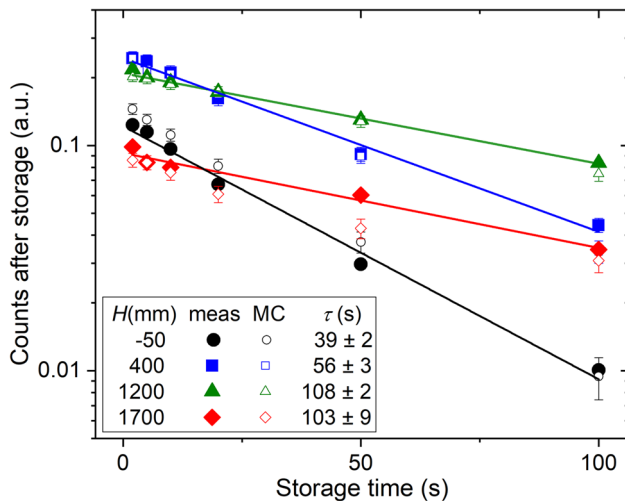 Counts after storage (a.u.)
0.1
0.01
H(mm) meas MC τ (s)
-50 39 ± 2
400 56 ± 3
1200 108 ± 2
1700 103 ± 9
0 50 100
Storage time (s)